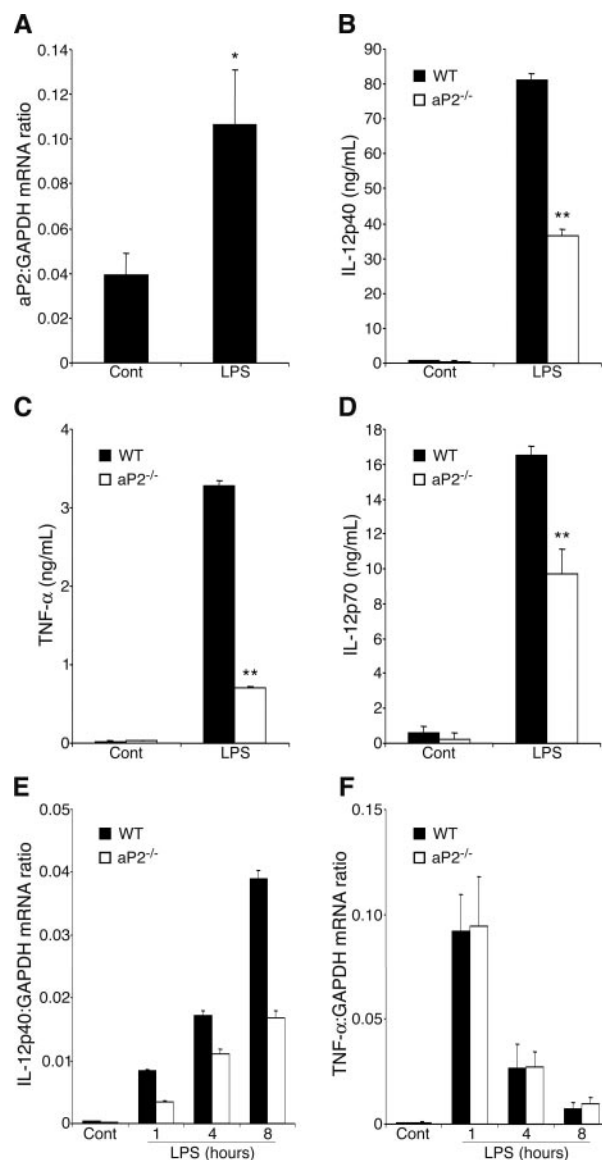 A
aP2:GAPDH mRNA ratio
0.14
0.12
0.10
0.08
0.06
0.04
0.02
0
*
Cont LPS
B
IL-12p40 (ng/mL)
90
80
70
60
50
40
30
20
10
0
WT
aP2-/-
**
Cont LPS
C
TNF-α (ng/mL)
4
3
2
1
0
WT
aP2-/-
**
Cont LPS
D
IL-12p70 (ng/mL)
18
16
14
12
10
8
6
4
2
0
WT
aP2-/-
**
Cont LPS
E
IL-12p40:GAPDH mRNA ratio
0.05
0.04
0.03
0.02
0.01
0
WT
aP2-/-
Cont 1 4 8
LPS (hours)
F
TNF-α:GAPDH mRNA ratio
0.15
0.10
0.05
0
WT
aP2-/-
Cont 1 4 8
LPS (hours)